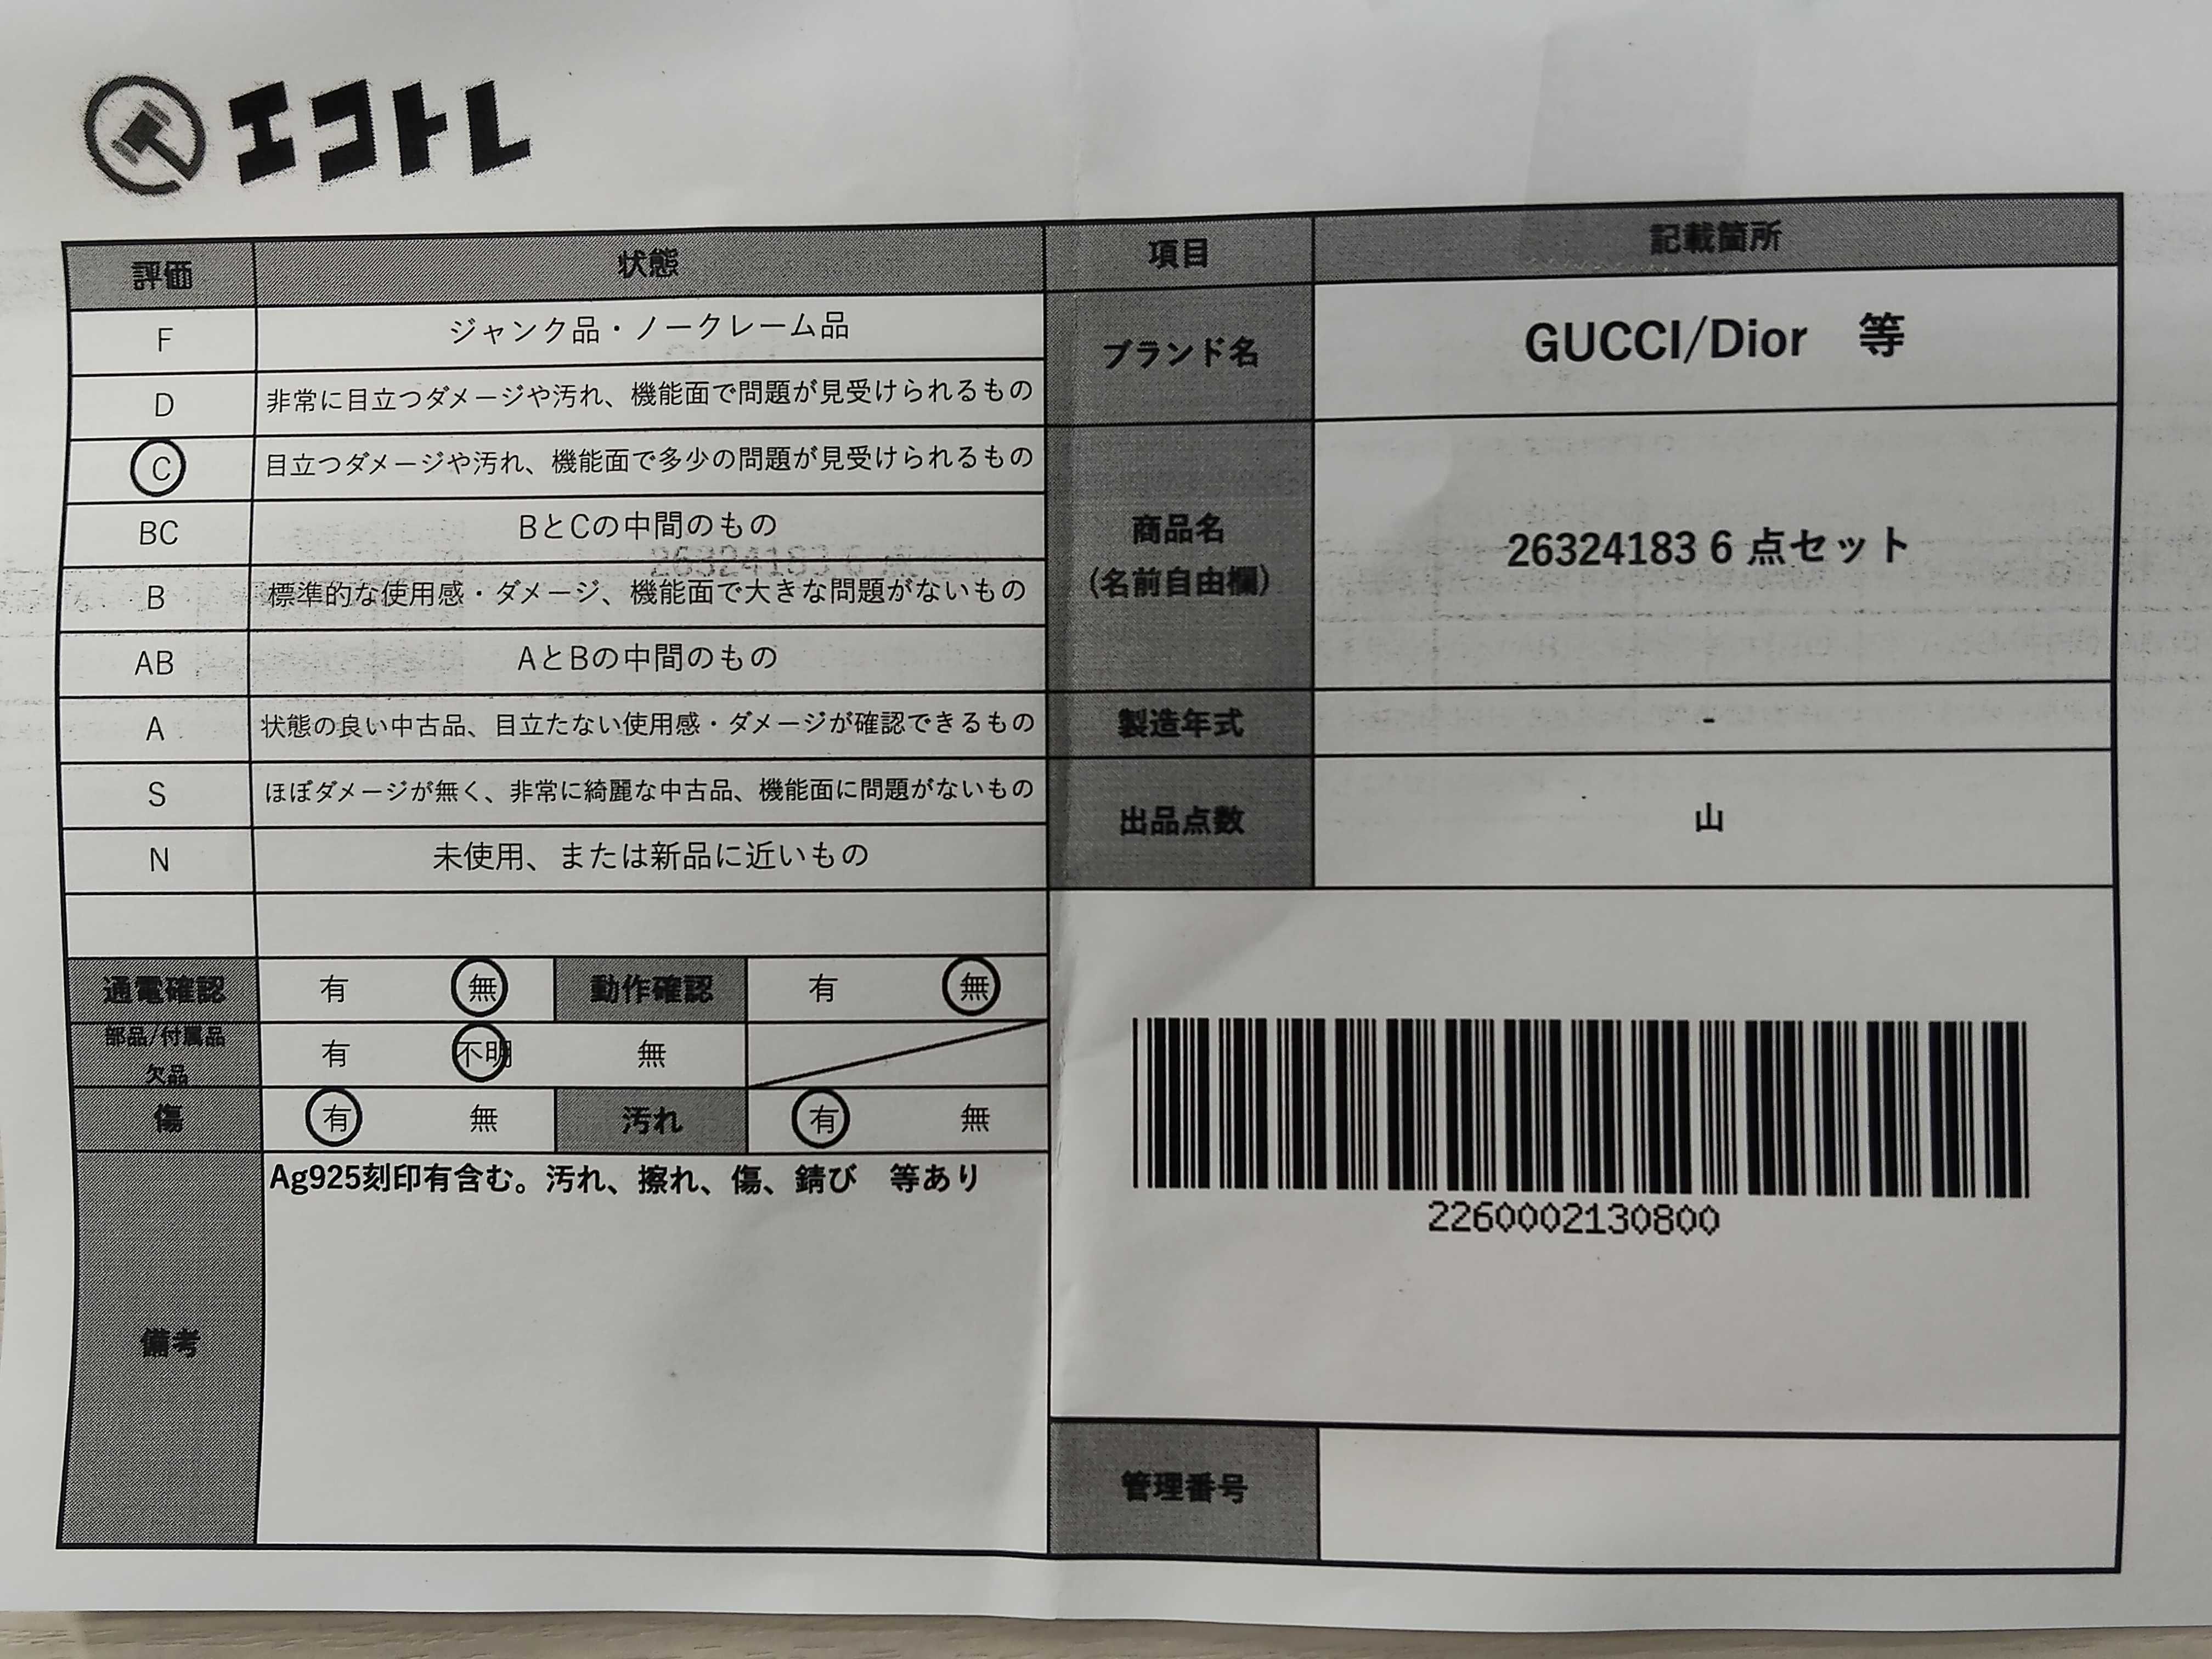 エコトレ
評価 状態 項目 記載箇所
F ジャンク品・ノークレーム品
D 非常に目立つダメージや汚れ、機能面で問題が見受けられるもの
C 目立つダメージや汚れ、機能面で多少の問題が見受けられるもの
BC BとCの中間のもの
B 標準的な使用感・ダメージ、機能面で大きな問題がないもの
AB AとBの中間のもの
A 状態の良い中古品、目立たない使用感・ダメージが確認できるもの
S ほぼダメージが無く、非常に綺麗な中古品、機能面に問題がないもの
N 未使用、または新品に近いもの
ブランド名 GUCCI/Dior 等
商品名
(名前自由欄)
26324183 6 点セット
製造年式 -
出品点数 山
通電確認 有 無 動作確認 有 無
部品/付属品
欠品
有 不明 無
傷 有 無 汚れ 有 無
備考
Ag925刻印有含む。汚れ、擦れ、傷、錆び 等あり
2260002130800
管理番号